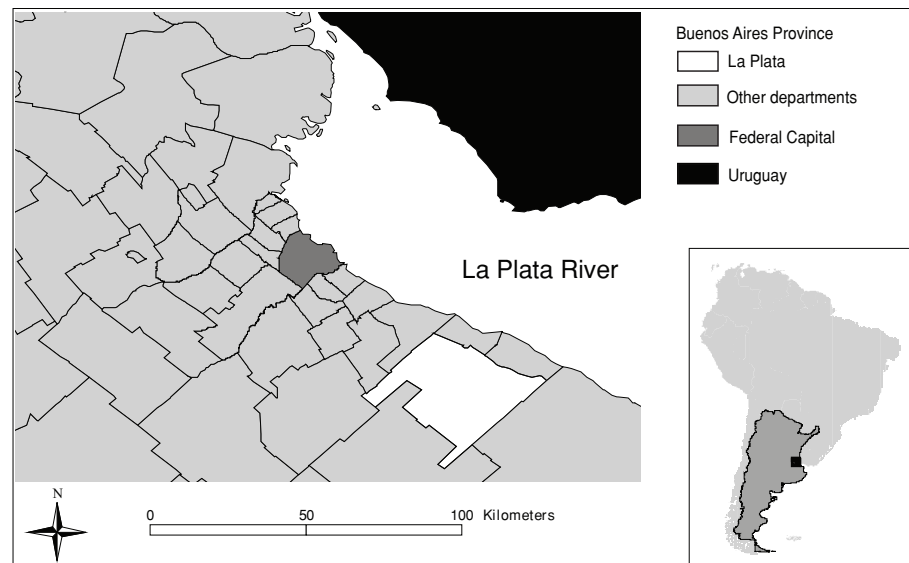 Buenos Aires Province
La Plata
Other departments
Federal Capital
Uruguay
La Plata River
N
0 50 100 Kilometers